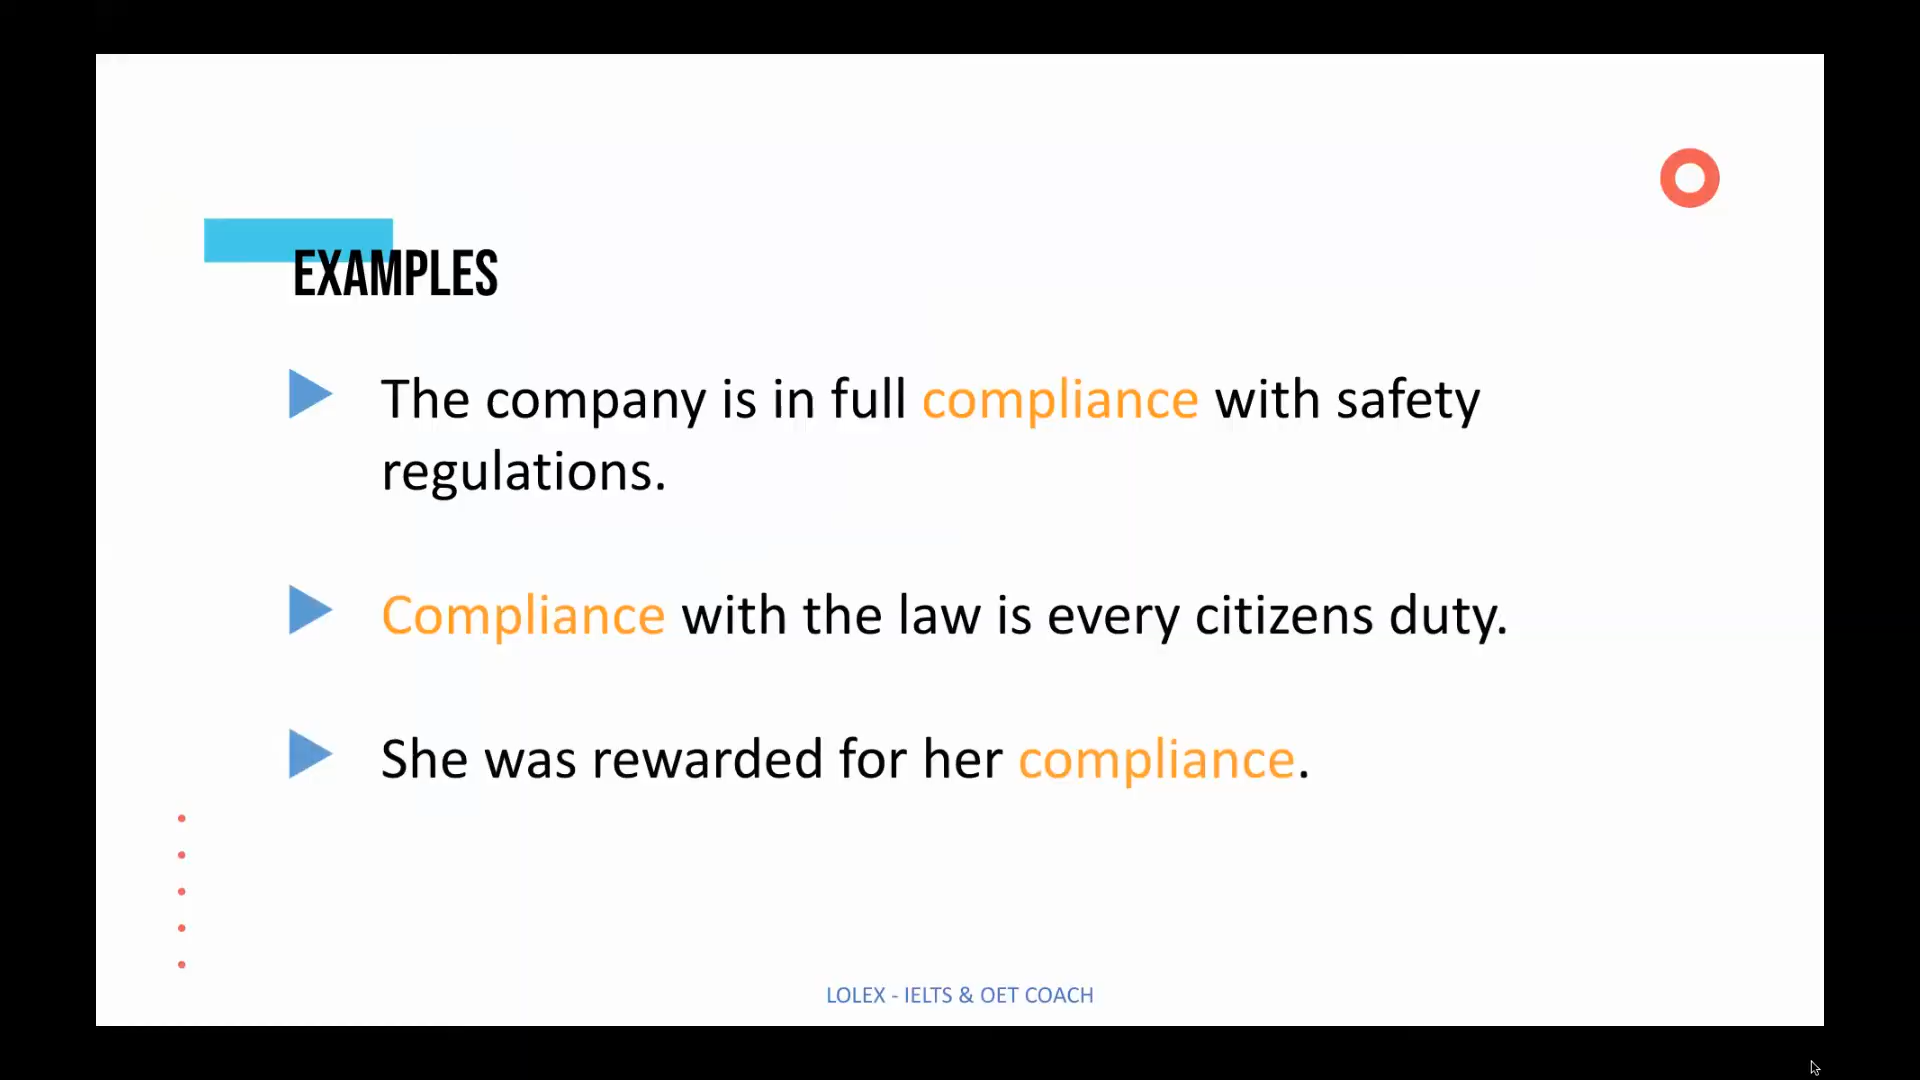 EXAMPLES
The company is in full compliance with safety
regulations.
Compliance with the law is every citizens duty.
She was rewarded for her compliance.
LOLEX - IELTS & OET COACH